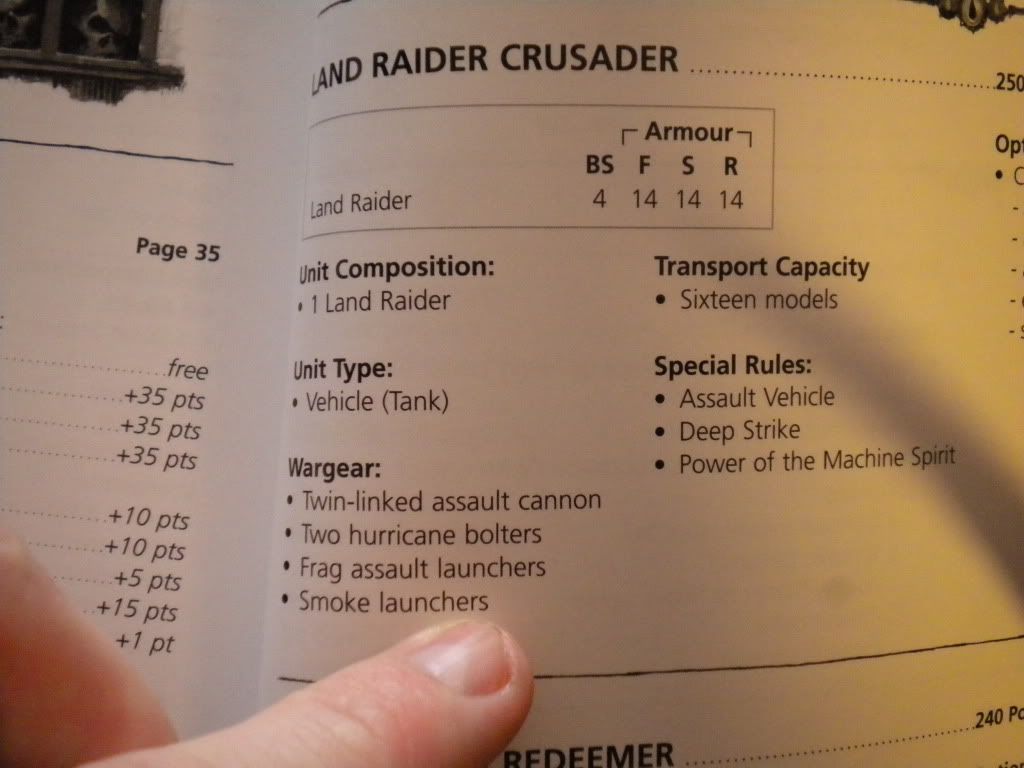 LAND RAIDER CRUSADER ........................ 250
Armour
BS F S R
Land Raider 4 14 14 14
Page 35
Unit Composition:
• 1 Land Raider
Unit Type:
• Vehicle (Tank)
Wargear:
• Twin-linked assault cannon
• Two hurricane bolters
• Frag assault launchers
• Smoke launchers
Transport Capacity
• Sixteen models
Special Rules:
• Assault Vehicle
• Deep Strike
• Power of the Machine Spirit
free
+35 pts
+35 pts
+35 pts
+10 pts
+10 pts
+5 pts
+15 pts
+1 pt
REDEEMER ........................ 240